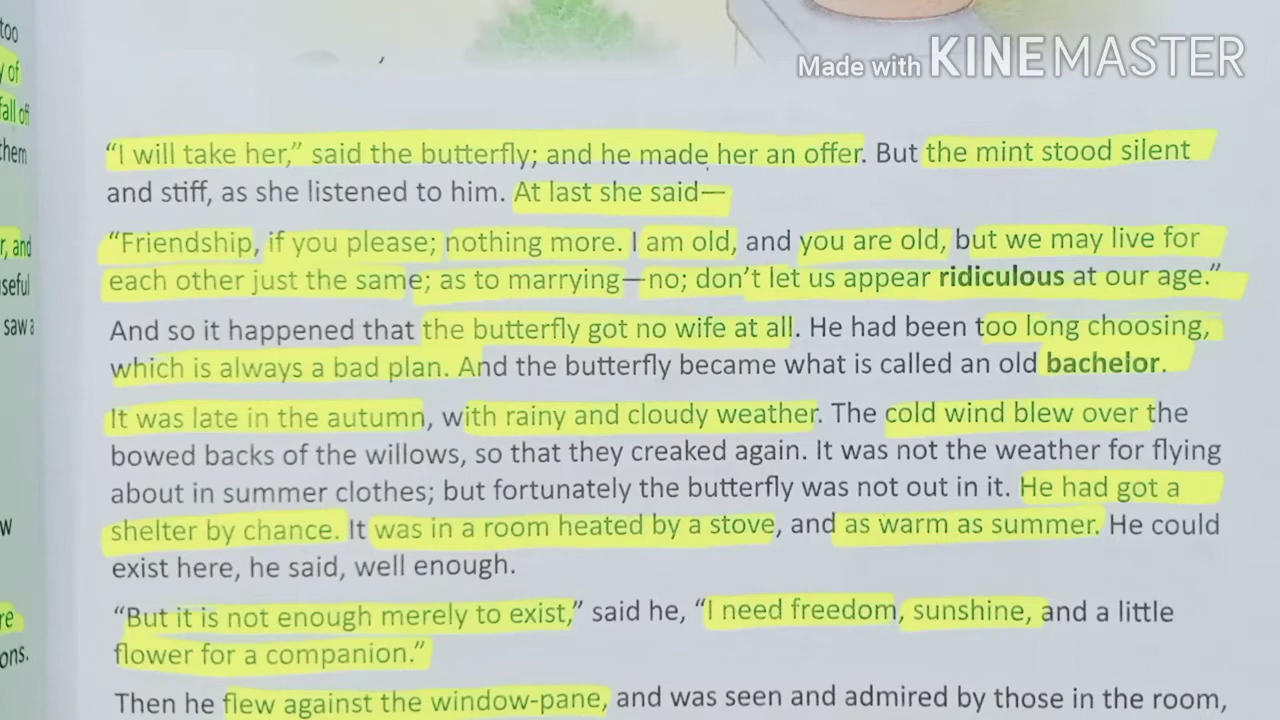 Made with KINEMASTER
too
y of
fall off
them
r, and
seful
saw a
w
re
ons.
“I will take her,” said the butterfly; and he made her an offer. But the mint stood silent
and stiff, as she listened to him. At last she said—
“Friendship, if you please; nothing more. I am old, and you are old, but we may live for
each other just the same; as to marrying—no; don’t let us appear ridiculous at our age.”
And so it happened that the butterfly got no wife at all. He had been too long choosing,
which is always a bad plan. And the butterfly became what is called an old bachelor.
It was late in the autumn, with rainy and cloudy weather. The cold wind blew over the
bowed backs of the willows, so that they creaked again. It was not the weather for flying
about in summer clothes; but fortunately the butterfly was not out in it. He had got a
shelter by chance. It was in a room heated by a stove, and as warm as summer. He could
exist here, he said, well enough.
“But it is not enough merely to exist,” said he, “I need freedom, sunshine, and a little
flower for a companion.”
Then he flew against the window-pane, and was seen and admired by those in the room,